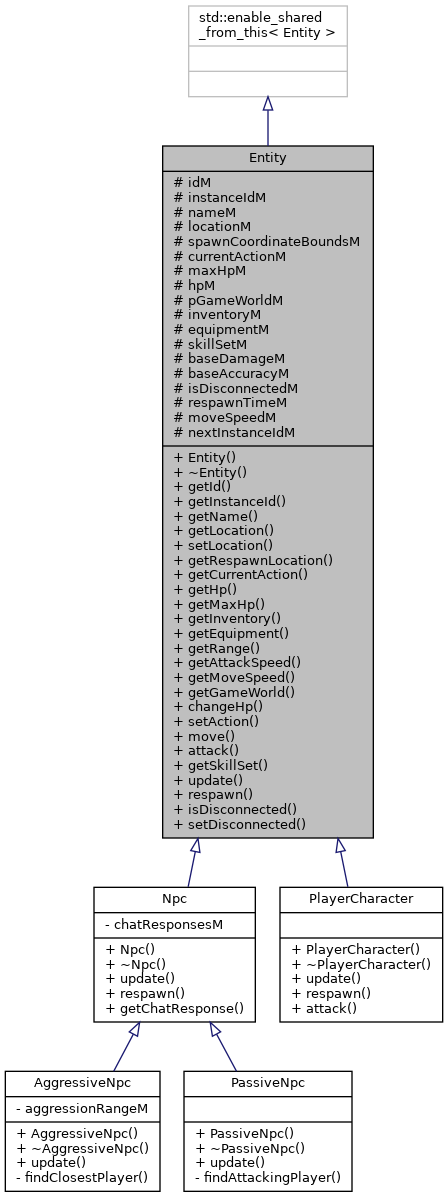 std::enable_shared
_from_this< Entity >
Entity
# idM
# instanceIdM
# nameM
# locationM
# spawnCoordinateBoundsM
# currentActionM
# maxHpM
# hpM
# pGameWorldM
# inventoryM
# equipmentM
# skillSetM
# baseDamageM
# baseAccuracyM
# isDisconnectedM
# respawnTimeM
# moveSpeedM
# nextInstanceIdM
+ Entity()
+ ~Entity()
+ getId()
+ getInstanceId()
+ getName()
+ getLocation()
+ setLocation()
+ getRespawnLocation()
+ getCurrentAction()
+ getHp()
+ getMaxHp()
+ getInventory()
+ getEquipment()
+ getRange()
+ getAttackSpeed()
+ getMoveSpeed()
+ getGameWorld()
+ changeHp()
+ setAction()
+ move()
+ attack()
+ getSkillSet()
+ update()
+ respawn()
+ isDisconnected()
+ setDisconnected()
Npc
- chatResponsesM
+ Npc()
+ ~Npc()
+ update()
+ respawn()
+ getChatResponse()
PlayerCharacter
+ PlayerCharacter()
+ ~PlayerCharacter()
+ update()
+ respawn()
+ attack()
AggressiveNpc
- aggressionRangeM
+ AggressiveNpc()
+ ~AggressiveNpc()
+ update()
- findClosestPlayer()
PassiveNpc
+ PassiveNpc()
+ ~PassiveNpc()
+ update()
- findAttackingPlayer()